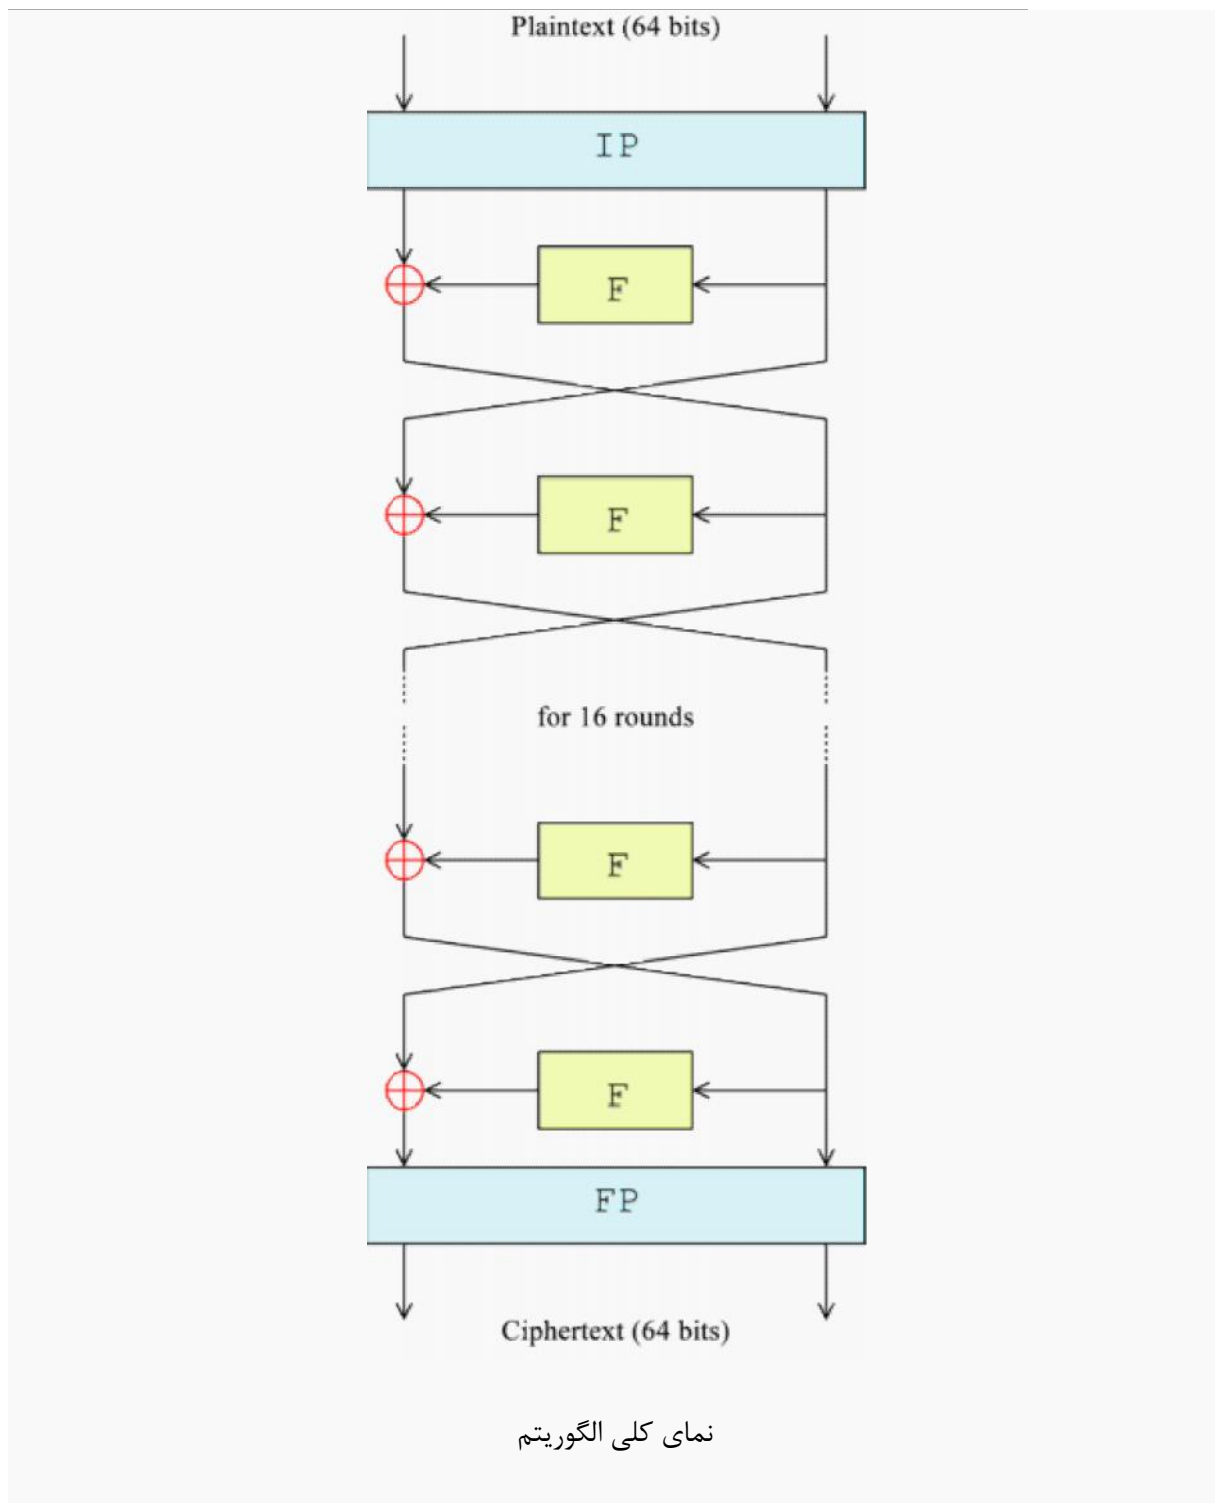 Plaintext (64 bits)
IP
F
F
for 16 rounds
F
F
FP
Ciphertext (64 bits)
نمای کلی الگوریتم